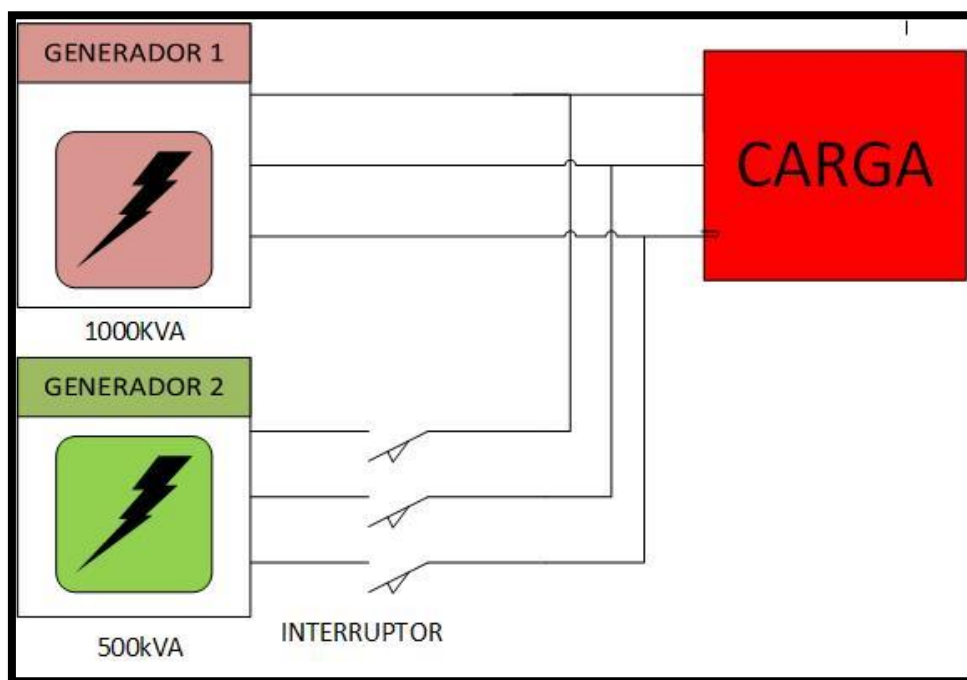 GENERADOR 1
CARGA
1000KVA
GENERADOR 2
INTERRUPTOR
500kVA